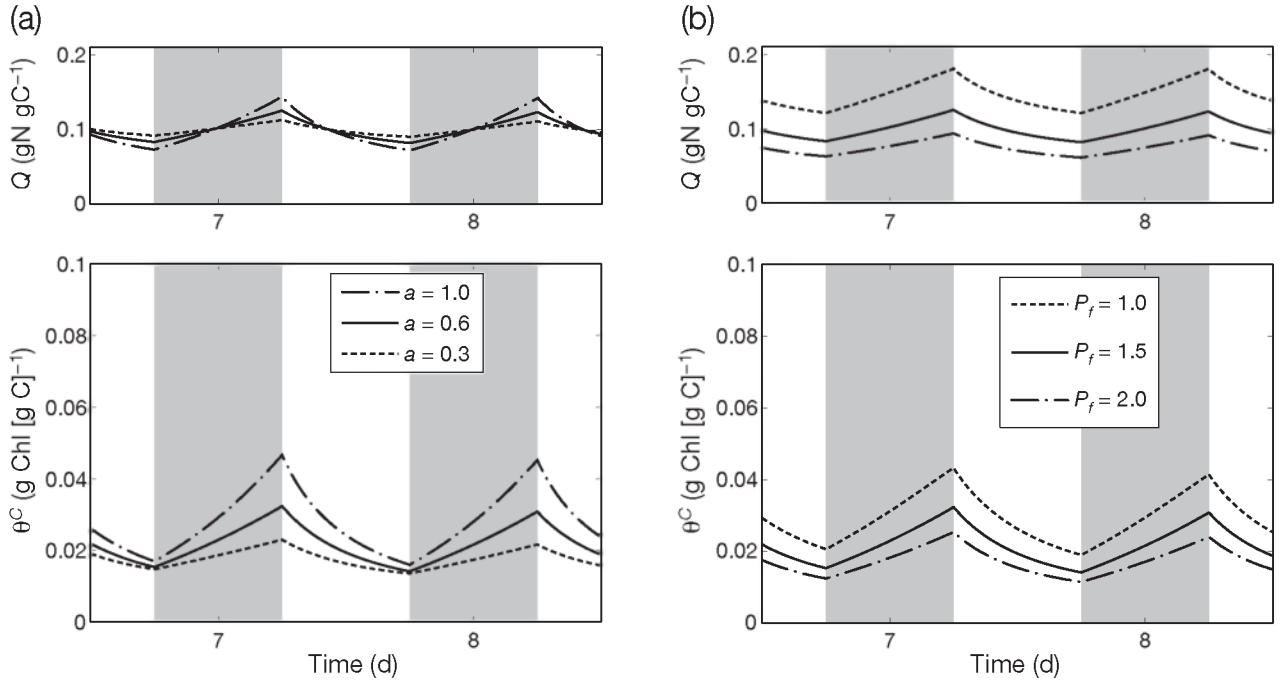 (a)
(b)
0.2
0.1
0
Q (gN gC⁻¹)
7
8
0.2
0.1
0
Q (gN gC⁻¹)
7
8
0.1
0.08
0.06
0.04
0.02
0
θᶜ (g Chl [g C]⁻¹)
a = 1.0
a = 0.6
a = 0.3
7
8
Time (d)
0.1
0.08
0.06
0.04
0.02
0
θᶜ (g Chl [g C]⁻¹)
P_f = 1.0
P_f = 1.5
P_f = 2.0
7
8
Time (d)